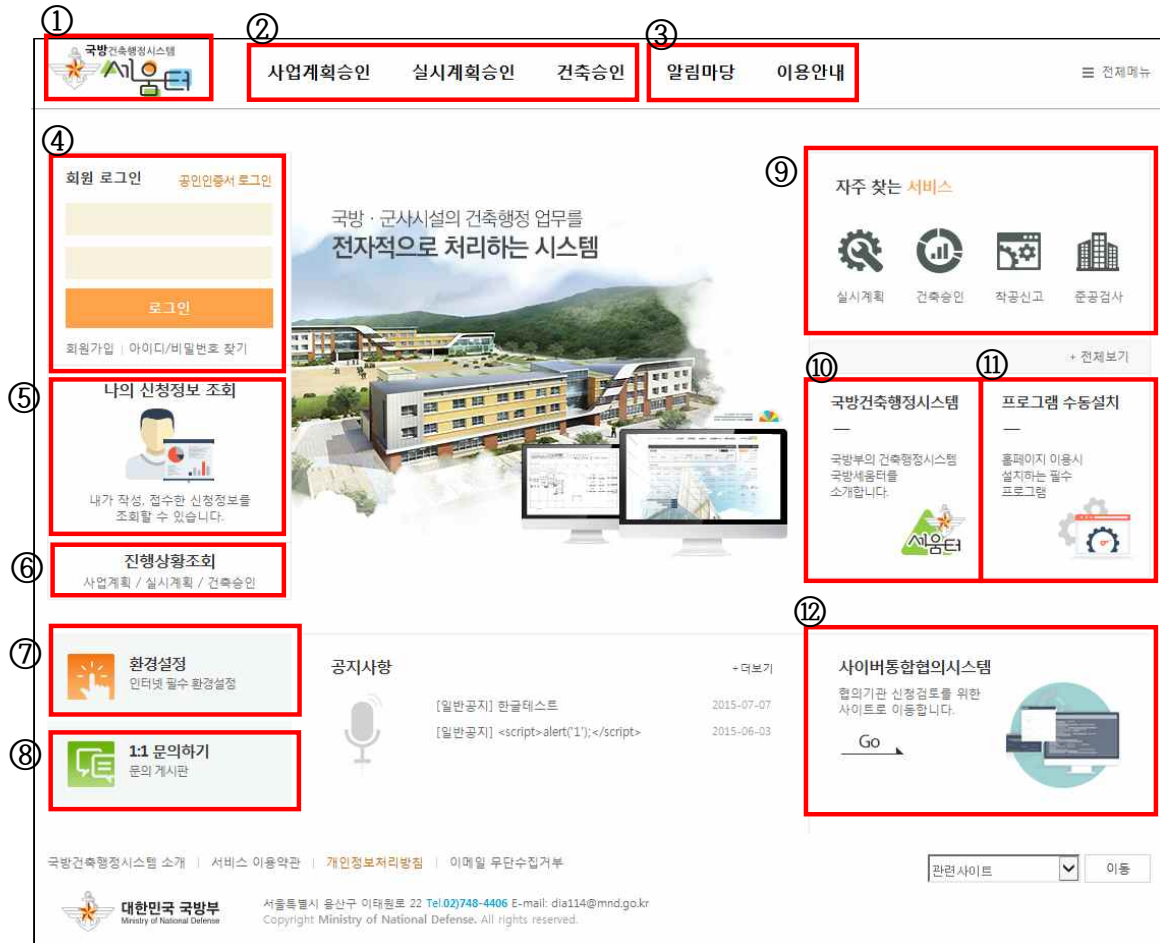 ①
②
③
국방건축행정시스템
세움터
사업계획승인 실시계획승인 건축승인 알림마당 이용안내
☰ 전체메뉴
④
회원 로그인 공인인증서 로그인
로그인
회원가입 | 아이디/비밀번호 찾기
⑤
나의 신청정보 조회
내가 작성, 접수한 신청정보를
조회할 수 있습니다.
⑥
진행상황조회
사업계획 / 실시계획 / 건축승인
국방 · 군사시설의 건축행정 업무를
전자적으로 처리하는 시스템
⑨
자주 찾는 서비스
실시계획 건축승인 착공신고 준공검사
+ 전체보기
⑩
국방건축행정시스템
국방부의 건축행정시스템
국방세움터를
소개합니다.
세움터
⑪
프로그램 수동설치
홈페이지 이용시
설치하는 필수
프로그램
⑦
환경설정
인터넷 필수 환경설정
⑧
1:1 문의하기
문의 게시판
공지사항 +더보기
[일반공지] 한글테스트 2015-07-07
[일반공지] <script>alert('1');</script> 2015-06-03
⑫
사이버통합협의시스템
협의기관 신청검토를 위한
사이트로 이동합니다.
Go
국방건축행정시스템 소개 | 서비스 이용약관 | 개인정보처리방침 | 이메일 무단수집거부
관련사이트 이동
대한민국 국방부
Ministry of National Defense
서울특별시 용산구 이태원로 22 Tel.02)748-4406 E-mail: dia114@mnd.go.kr
Copyright Ministry of National Defense. All rights reserved.